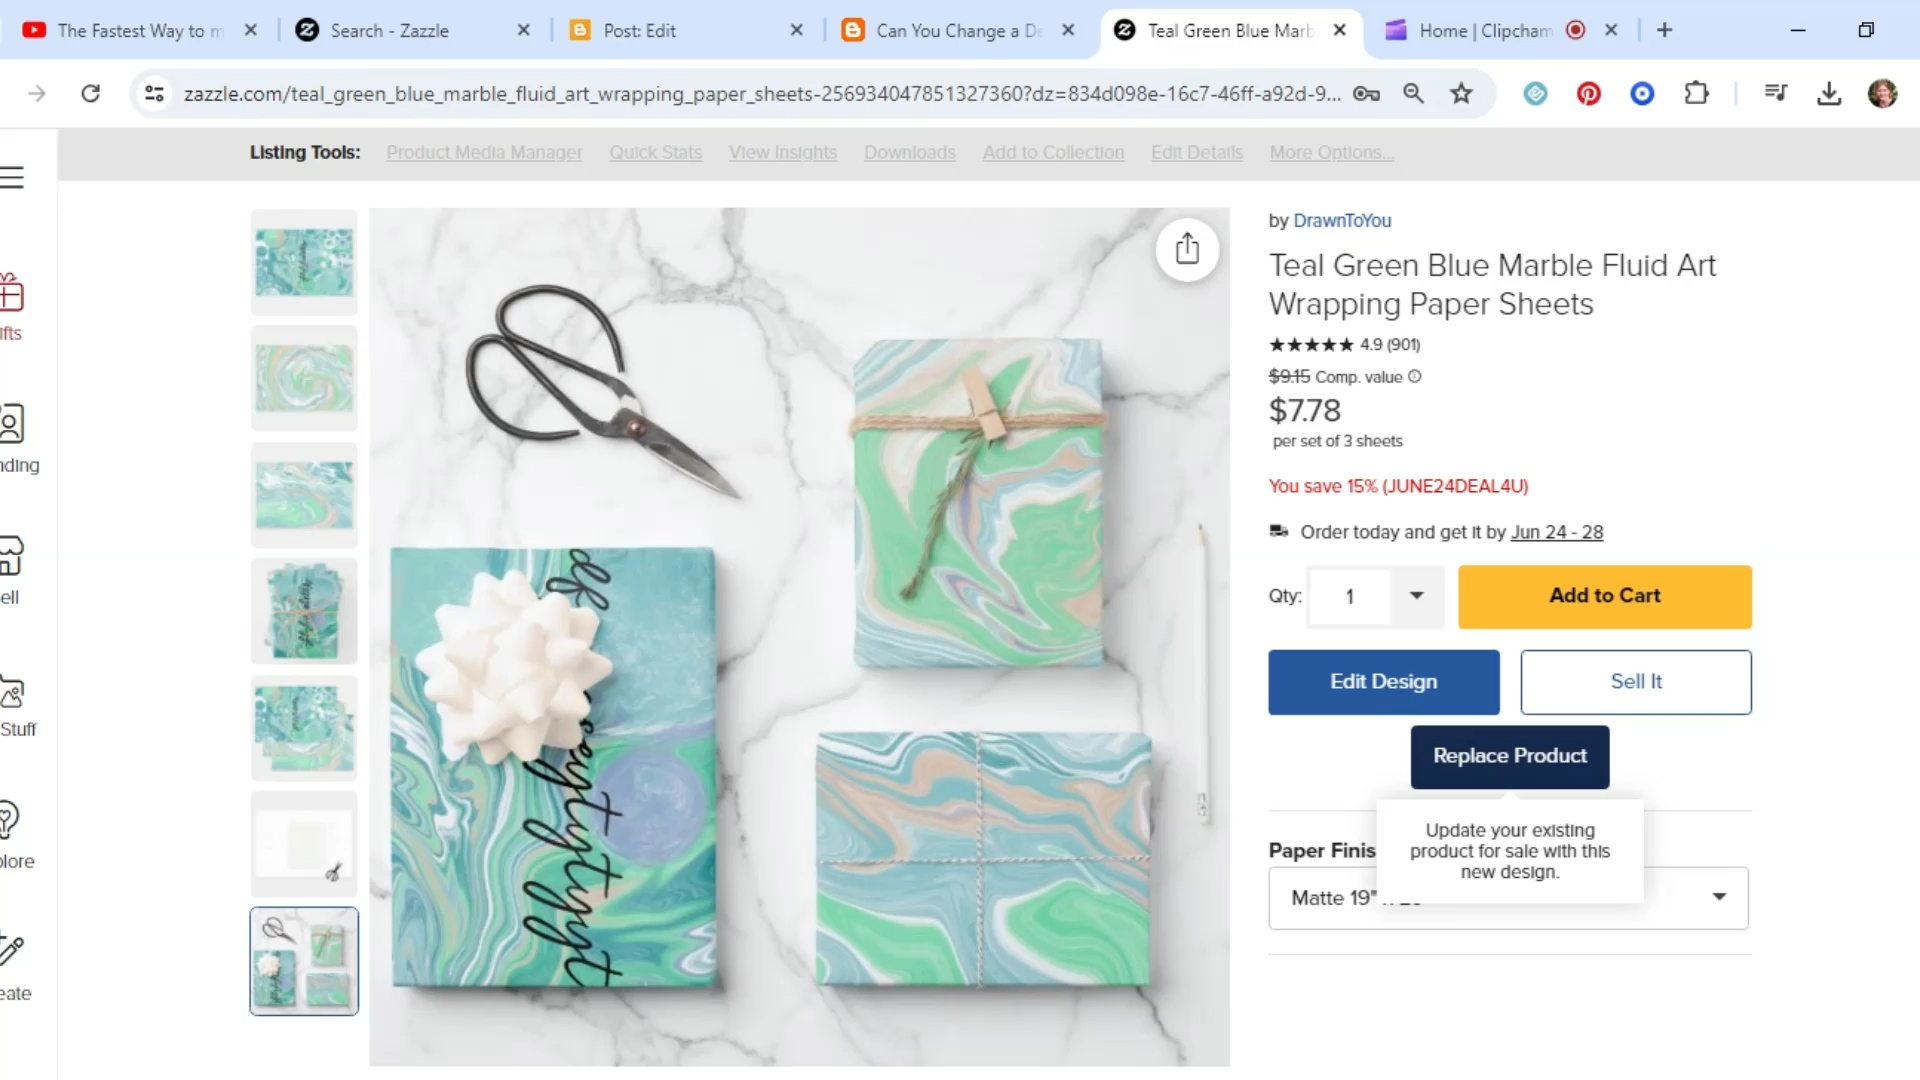 The Fastest Way to m
Search - Zazzle
Post: Edit
Can You Change a De
Teal Green Blue Marb
Home | Clipcham
zazzle.com/teal_green_blue_marble_fluid_art_wrapping_paper_sheets-256934047851327360?dz=834d098e-16c7-46ff-a92d-9...
Listing Tools: Product Media Manager Quick Stats View Insights Downloads Add to Collection Edit Details More Options...
ifts
nding
ell
Stuff
lore
eate
by DrawnToYou
Teal Green Blue Marble Fluid Art
Wrapping Paper Sheets
★★★★★ 4.9 (901)
$9.15 Comp. value
$7.78
per set of 3 sheets
You save 15% (JUNE24DEAL4U)
Order today and get it by Jun 24 - 28
Qty: 1 Add to Cart
Edit Design Sell It
Replace Product
Update your existing
product for sale with this
new design.
Paper Finis
Matte 19"